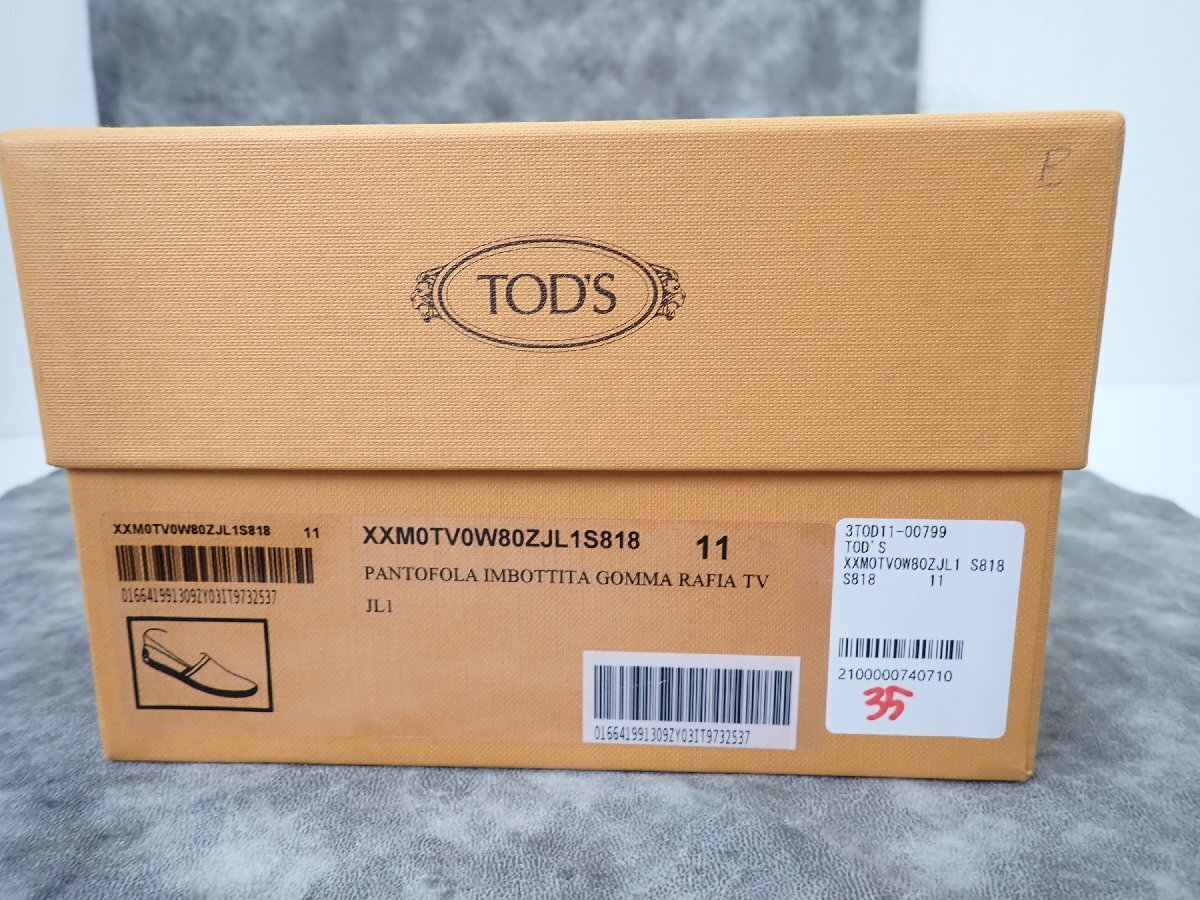 E
TOD'S
XXM0TV0W80ZJL1S818 11
016641991309ZY03IT9732537
XXM0TV0W80ZJL1S818 11
PANTOFOLA IMBOTTITA GOMMA RAFIA TV
JL1
016641991309ZY03IT9732537
3TOD11-00799
TOD'S
XXM0TV0W80ZJL1 S818
S818 11
2100000740710
35